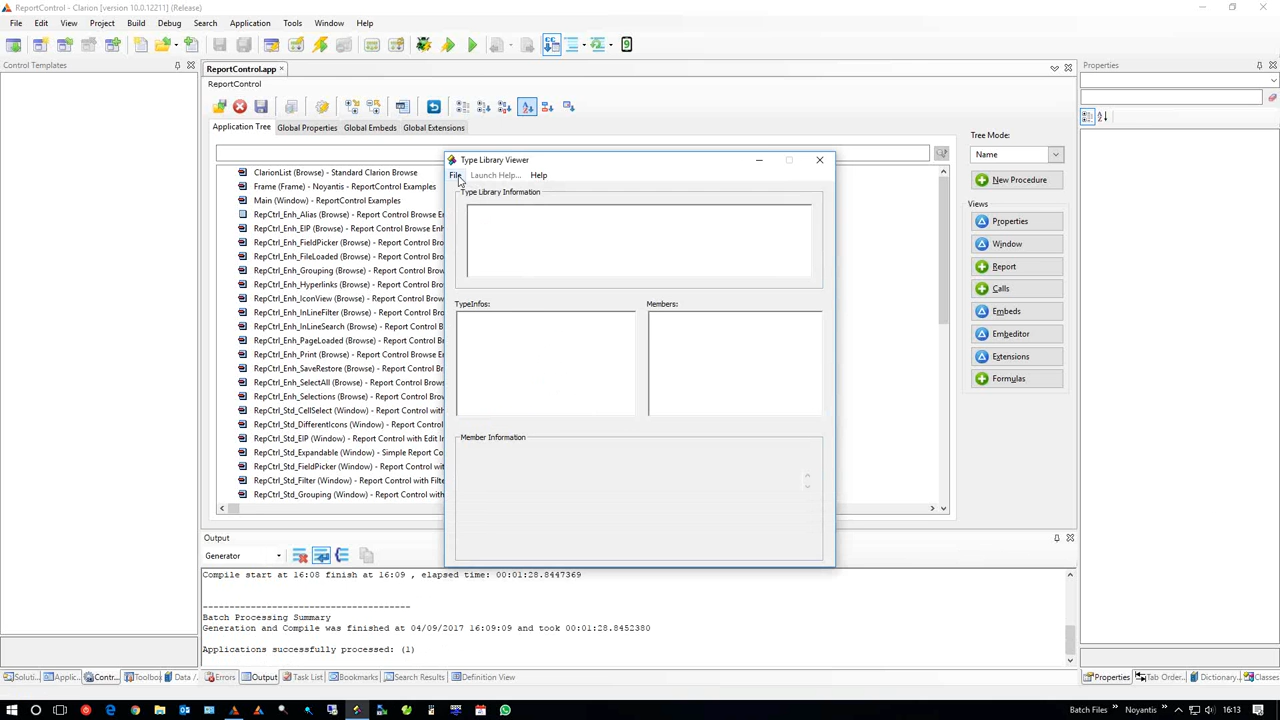 ReportControl - Clarion [version 10.0.12211] (Release)
File Edit View Project Build Debug Search Application Tools Window Help
Control Templates
ReportControl.app
Properties
ReportControl
Application Tree Global Properties Global Embeds Global Extensions
Tree Mode:
Name
New Procedure
Views
Properties
Window
Report
Calls
Embeds
Embeditor
Extensions
Formulas
ClarionList (Browse) - Standard Clarion Browse
Frame (Frame) - Noyantis - ReportControl Examples
Main (Window) - ReportControl Examples
RepCtrl_Enh_Alias (Browse) - Report Control Browse Enh
RepCtrl_Enh_EIP (Browse) - Report Control Browse Enh
RepCtrl_Enh_FieldPicker (Browse) - Report Control Bro
RepCtrl_Enh_FileLoaded (Browse) - Report Control Bro
RepCtrl_Enh_Grouping (Browse) - Report Control Brow
RepCtrl_Enh_Hyperlinks (Browse) - Report Control Bro
RepCtrl_Enh_IconView (Browse) - Report Control Brow
RepCtrl_Enh_InLineFilter (Browse) - Report Control Bro
RepCtrl_Enh_InLineSearch (Browse) - Report Control B
RepCtrl_Enh_PageLoaded (Browse) - Report Control Br
RepCtrl_Enh_Print (Browse) - Report Control Browse E
RepCtrl_Enh_SaveRestore (Browse) - Report Control B
RepCtrl_Enh_SelectAll (Browse) - Report Control Brow
RepCtrl_Enh_Selections (Browse) - Report Control Bro
RepCtrl_Std_CellSelect (Window) - Report Control with
RepCtrl_Std_DifferentIcons (Window) - Report Control
RepCtrl_Std_EIP (Window) - Report Control with Edit In
RepCtrl_Std_Expandable (Window) - Simple Report Co
RepCtrl_Std_FieldPicker (Window) - Report Control wit
RepCtrl_Std_Filter (Window) - Report Control with Filte
RepCtrl_Std_Grouping (Window) - Report Control with
Type Library Viewer
File Launch Help... Help
Type Library Information
TypeInfos: Members:
Member Information
Output
Generator
Compile start at 16:08 finish at 16:09 , elapsed time: 00:01:28.8447369
--------------------------------------
Batch Processing Summary
Generation and Compile was finished at 04/09/2017 16:09:09 and took 00:01:28.8452380
Applications successfully processed: (1)
Soluti... Applic... Contr... Toolbox Data /... Errors Output Task List Bookmarks Search Results Definition View Properties Tab Order... Dictionary... Classes
Batch Files Noyantis 16:13